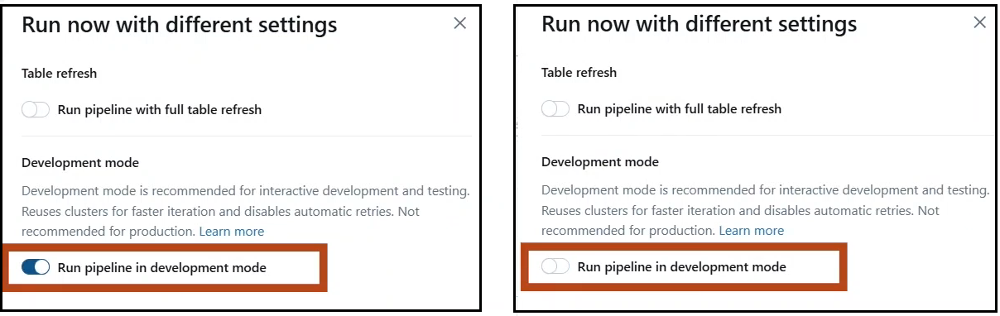 Run now with different settings
Table refresh
Run pipeline with full table refresh
Development mode
Development mode is recommended for interactive development and testing.
Reuses clusters for faster iteration and disables automatic retries. Not
recommended for production. Learn more
Run pipeline in development mode
Run now with different settings
Table refresh
Run pipeline with full table refresh
Development mode
Development mode is recommended for interactive development and testing.
Reuses clusters for faster iteration and disables automatic retries. Not
recommended for production. Learn more
Run pipeline in development mode